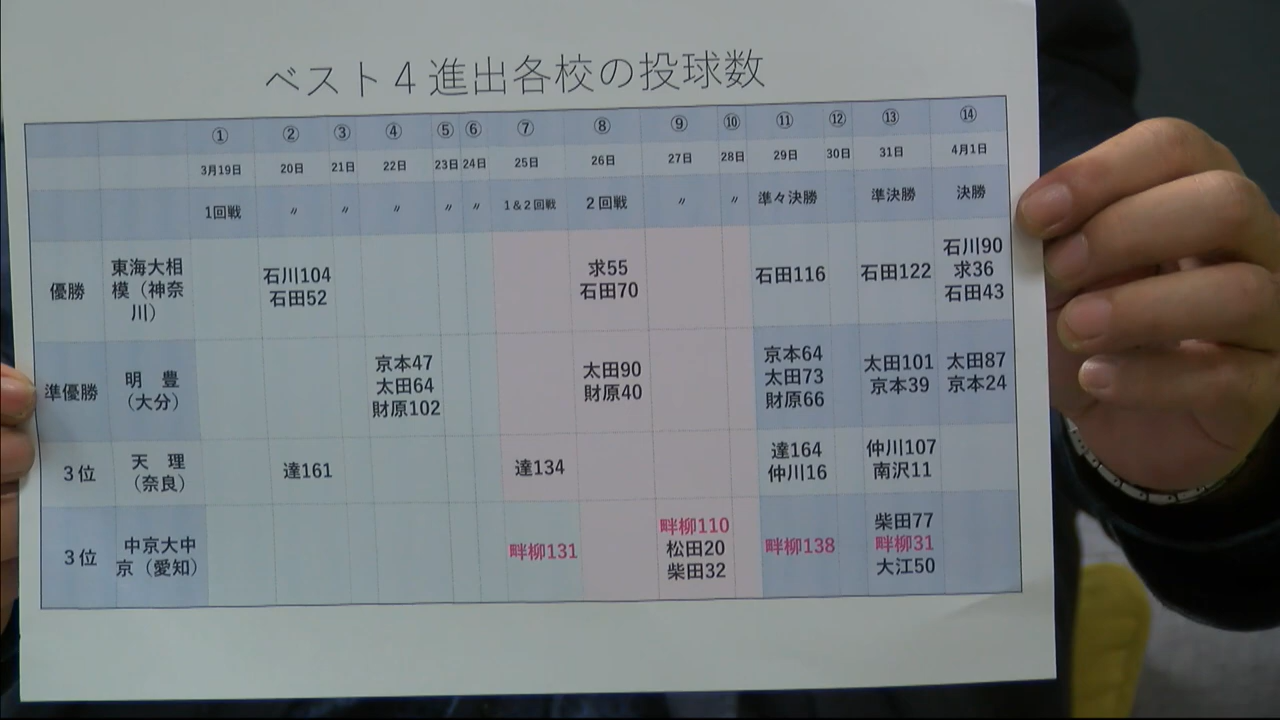 ベスト４進出各校の投球数
① ② ③ ④ ⑤ ⑥ ⑦ ⑧ ⑨ ⑩ ⑪ ⑫ ⑬ ⑭
3月19日 20日 21日 22日 23日 24日 25日 26日 27日 28日 29日 30日 31日 4月1日
1回戦 〃 〃 〃 〃 〃 1＆2回戦 ２回戦 〃 〃 準々決勝 準決勝 決勝
優勝
東海大相
模（神奈
川）
石川104
石田52
求55
石田70
石田116
石田122
石川90
求36
石田43
準優勝
明　豊
（大分）
京本47
太田64
財原102
太田90
財原40
京本64
太田73
財原66
太田101
京本39
太田87
京本24
３位
天　理
（奈良）
達161
達134
達164
仲川16
仲川107
南沢11
３位
中京大中
京（愛知）
畔柳131
畔柳110
松田20
柴田32
畔柳138
柴田77
畔柳31
大江50